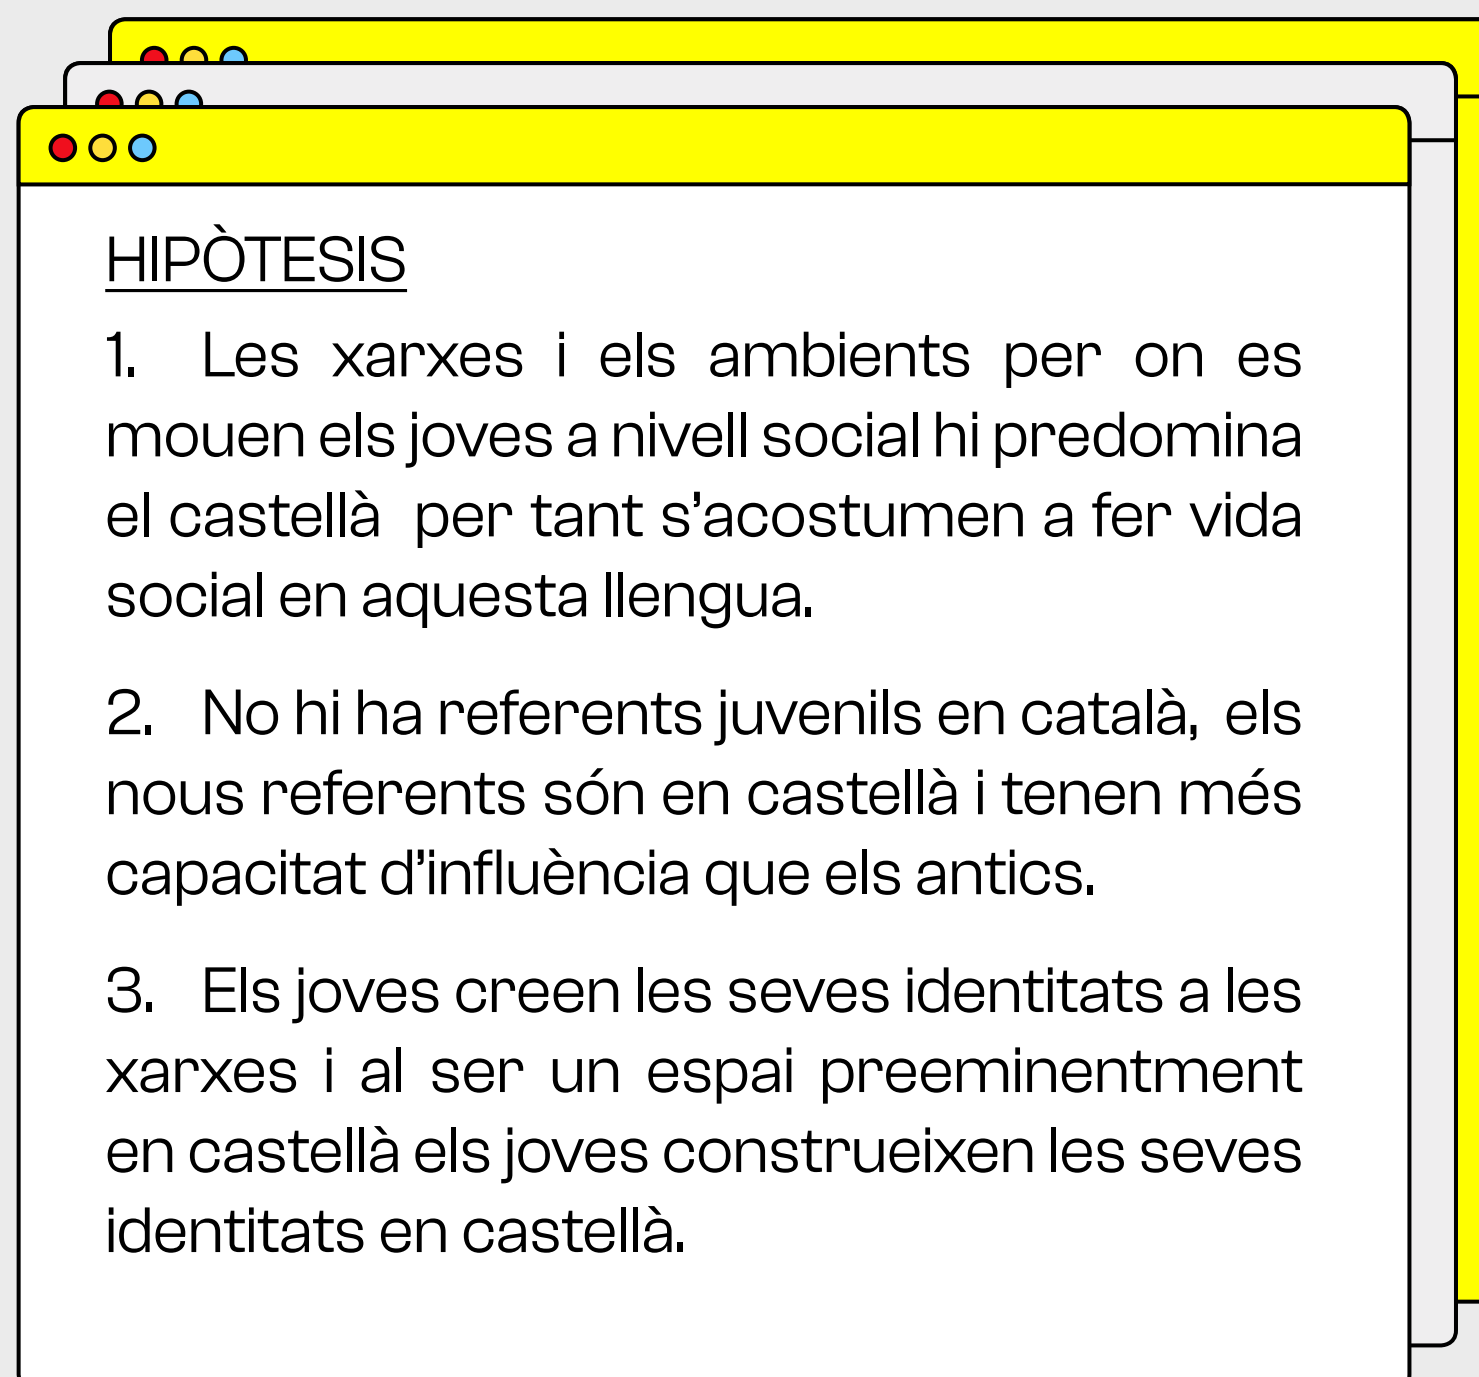 HIPÒTESIS
1. Les xarxes i els ambients per on es
mouen els joves a nivell social hi predomina
el castellà per tant s'acostumen a fer vida
social en aquesta llengua.
2. No hi ha referents juvenils en català, els
nous referents són en castellà i tenen més
capacitat d'influència que els antics.
3. Els joves creen les seves identitats a les
xarxes i al ser un espai preeminentment
en castellà els joves construeixen les seves
identitats en castellà.